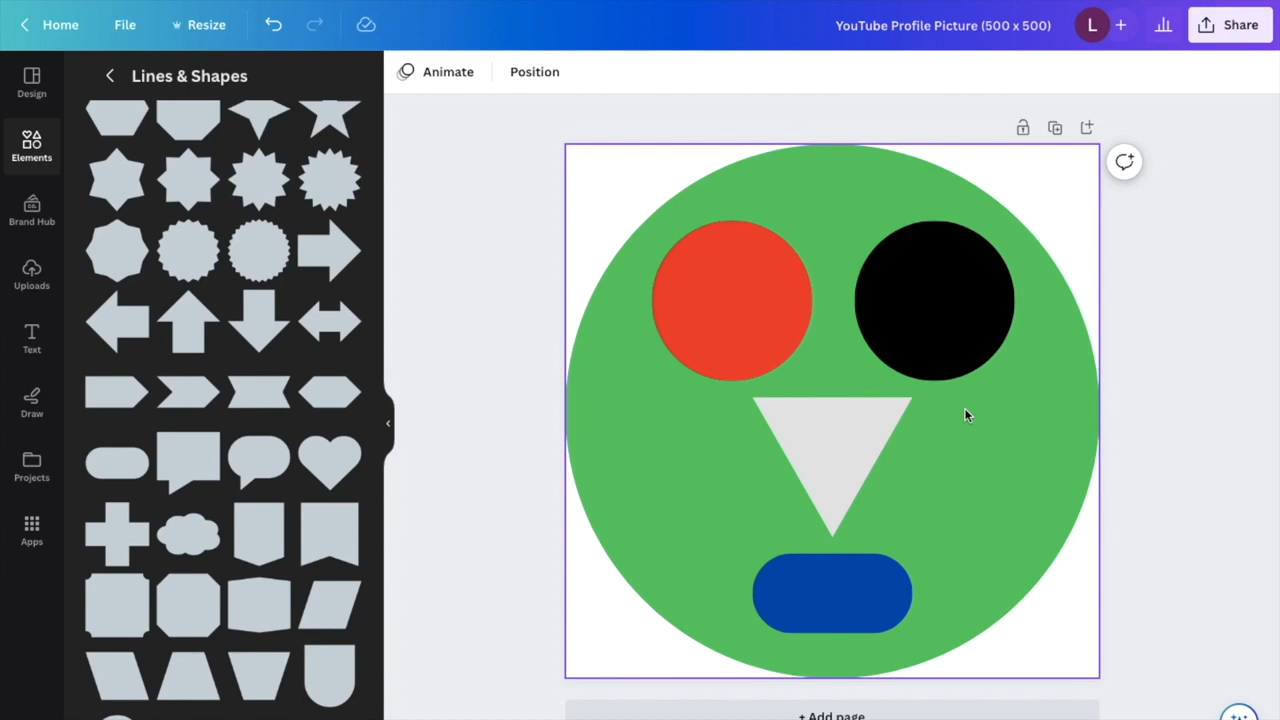 Home File Resize YouTube Profile Picture (500 x 500) L + Share
Lines & Shapes
Animate Position
Design
Elements
Brand Hub
Uploads
Text
Draw
Projects
Apps
+ Add page